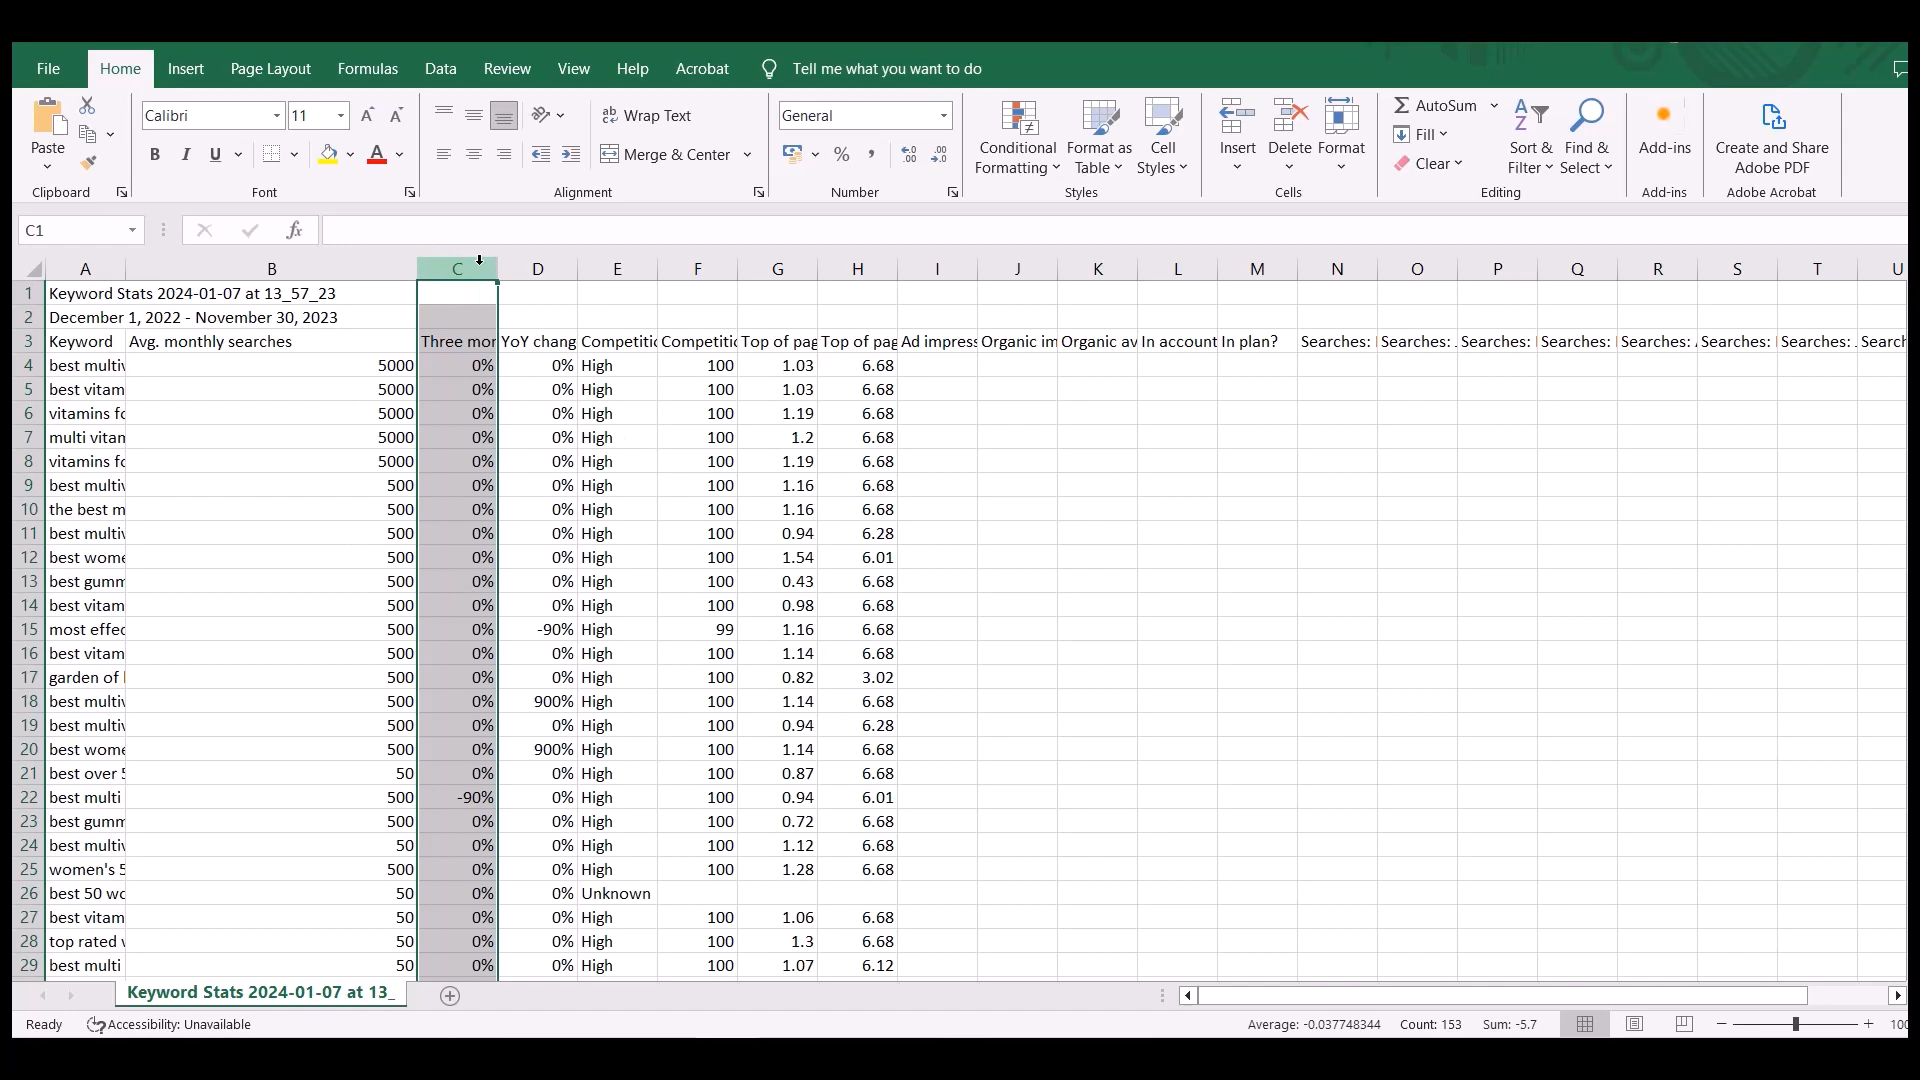 File Home Insert Page Layout Formulas Data Review View Help Acrobat Tell me what you want to do
Calibri 11 Wrap Text General AutoSum
Paste B I U Merge & Center % Conditional Formatting Format as Table Cell Styles Insert Delete Format Fill Clear Sort & Filter Find & Select Add-ins Create and Share Adobe PDF
Clipboard Font Alignment Number Styles Cells Editing Add-ins Adobe Acrobat
C1 fx
A B C D E F G H I J K L M N O P Q R S T U
1 Keyword Stats 2024-01-07 at 13_57_23
2 December 1, 2022 - November 30, 2023
3 Keyword Avg. monthly searches Three mor YoY chang Competitic Competitic Top of pag Top of pag Ad impress Organic im Organic av In account In plan? Searches: Searches: Searches: Searches: Searches: Searches: Searches: Search
4 best multiv 5000 0% 0% High 100 1.03 6.68
5 best vitam 5000 0% 0% High 100 1.03 6.68
6 vitamins fo 5000 0% 0% High 100 1.19 6.68
7 multi vitam 5000 0% 0% High 100 1.2 6.68
8 vitamins fo 5000 0% 0% High 100 1.19 6.68
9 best multiv 500 0% 0% High 100 1.16 6.68
10 the best m 500 0% 0% High 100 1.16 6.68
11 best multiv 500 0% 0% High 100 0.94 6.28
12 best wome 500 0% 0% High 100 1.54 6.01
13 best gumm 500 0% 0% High 100 0.43 6.68
14 best vitam 500 0% 0% High 100 0.98 6.68
15 most effec 500 0% -90% High 99 1.16 6.68
16 best vitam 500 0% 0% High 100 1.14 6.68
17 garden of 500 0% 0% High 100 0.82 3.02
18 best multiv 500 0% 900% High 100 1.14 6.68
19 best multiv 500 0% 0% High 100 0.94 6.28
20 best wome 500 0% 900% High 100 1.14 6.68
21 best over 5 50 0% 0% High 100 0.87 6.68
22 best multi 500 -90% 0% High 100 0.94 6.01
23 best gumm 500 0% 0% High 100 0.72 6.68
24 best multiv 50 0% 0% High 100 1.12 6.68
25 women's 5 500 0% 0% High 100 1.28 6.68
26 best 50 wo 50 0% 0% Unknown
27 best vitam 50 0% 0% High 100 1.06 6.68
28 top rated v 50 0% 0% High 100 1.3 6.68
29 best multi 50 0% 0% High 100 1.07 6.12
Keyword Stats 2024-01-07 at 13_
Ready Accessibility: Unavailable Average: -0.037748344 Count: 153 Sum: -5.7 100